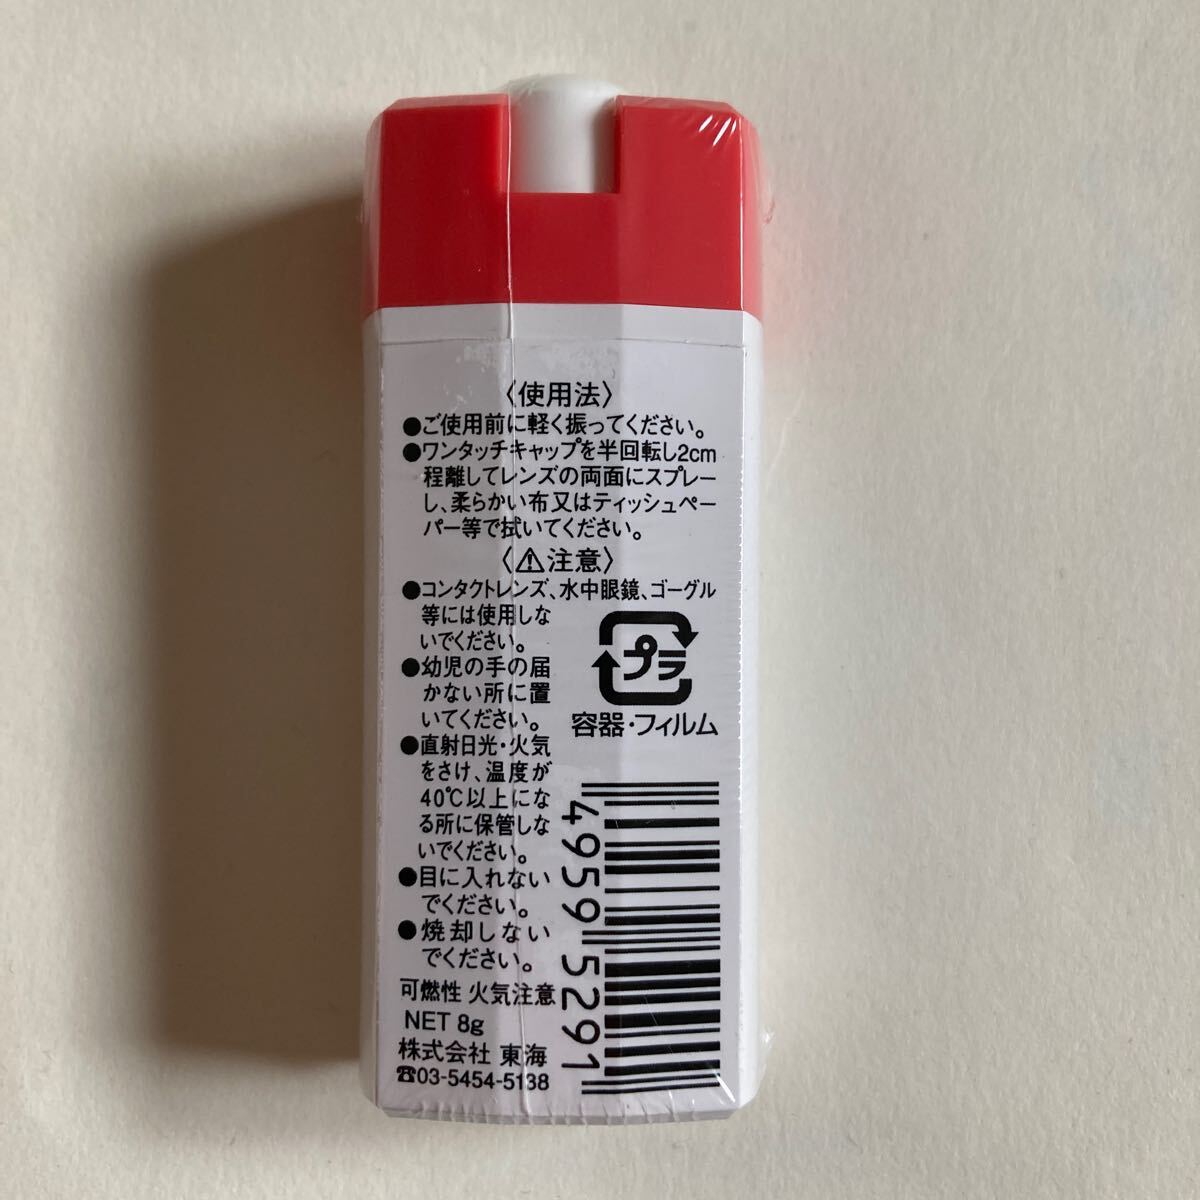 〈使用法〉
●ご使用前に軽く振ってください。
●ワンタッチキャップを半回転し2cm
程離してレンズの両面にスプレー
し、柔らかい布又はティッシュペー
パー等で拭いてください。
〈⚠注意〉
●コンタクトレンズ、水中眼鏡、ゴーグル
等には使用しな
いでください。
●幼児の手の届
かない所に置
いてください。
●直射日光・火気
をさけ、温度が
40℃以上にな
る所に保管しな
いでください。
●目に入れない
でください。
●焼却しない
でください。
可燃性 火気注意
NET 8g
株式会社 東海
☎03-5454-5138
プラ
容器・フィルム
4959 5291